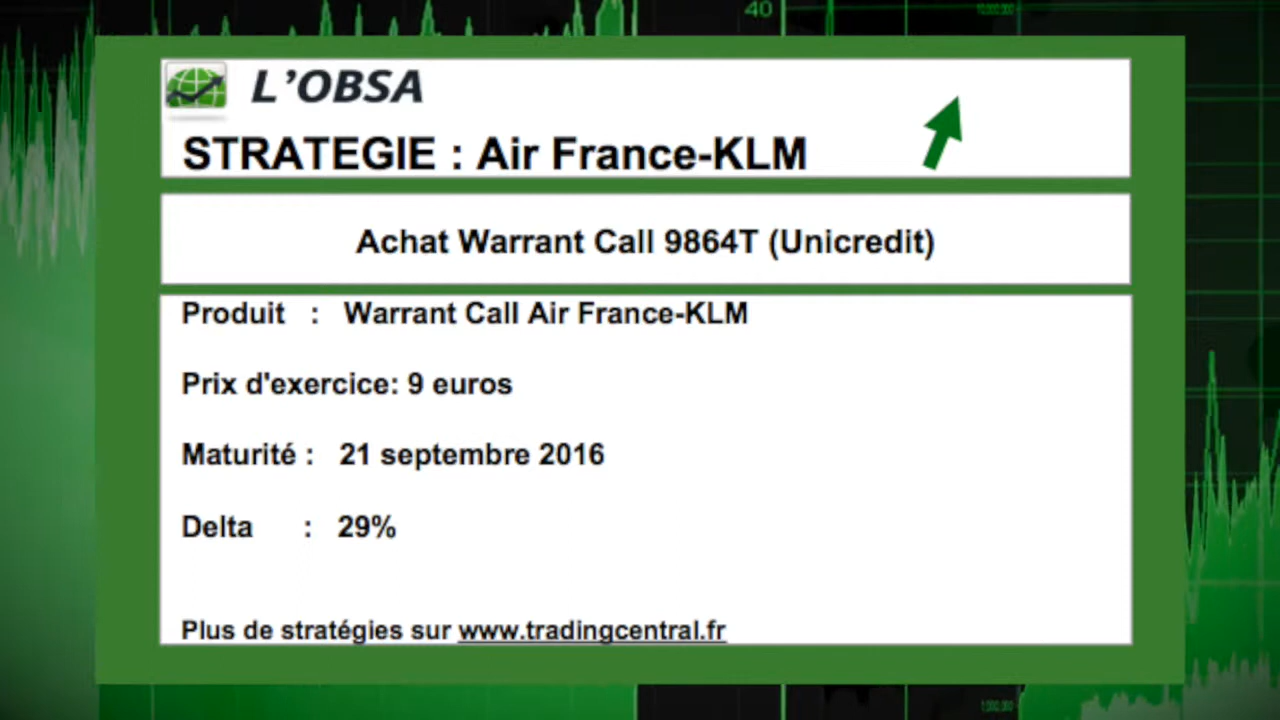 40
L'OBSA
STRATEGIE : Air France-KLM
Achat Warrant Call 9864T (Unicredit)
Produit : Warrant Call Air France-KLM
Prix d'exercice: 9 euros
Maturité : 21 septembre 2016
Delta : 29%
Plus de stratégies sur www.tradingcentral.fr